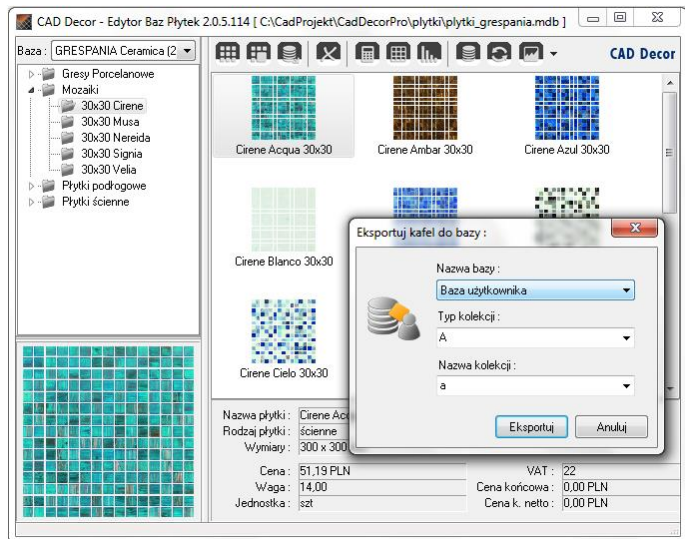 CAD Decor - Edytor Baz Płytek 2.0.5.114 [ C:\CadProjekt\CadDecorPro\plytki\plytki_grespania.mdb ]
Baza : GRESPANIA Ceramica (2
CAD Decor
Gresy Porcelanowe
Mozaiki
30x30 Cirene
30x30 Musa
30x30 Nereida
30x30 Signia
30x30 Velia
Płytki podłogowe
Płytki ścienne
Cirene Acqua 30x30
Cirene Ambar 30x30
Cirene Azul 30x30
Cirene Blanco 30x30
Cirene Cielo 30x30
Eksportuj kafel do bazy :
Nazwa bazy :
Baza użytkownika
Typ kolekcji :
A
Nazwa kolekcji :
a
Eksportuj
Anuluj
Nazwa płytki : Cirene Acq
Rodzaj płytki : ścienne
Wymiary : 300 x 300
Cena : 51,19 PLN
VAT : 22
Waga : 14,00
Cena końcowa : 0,00 PLN
Jednostka : szt
Cena k. netto : 0,00 PLN